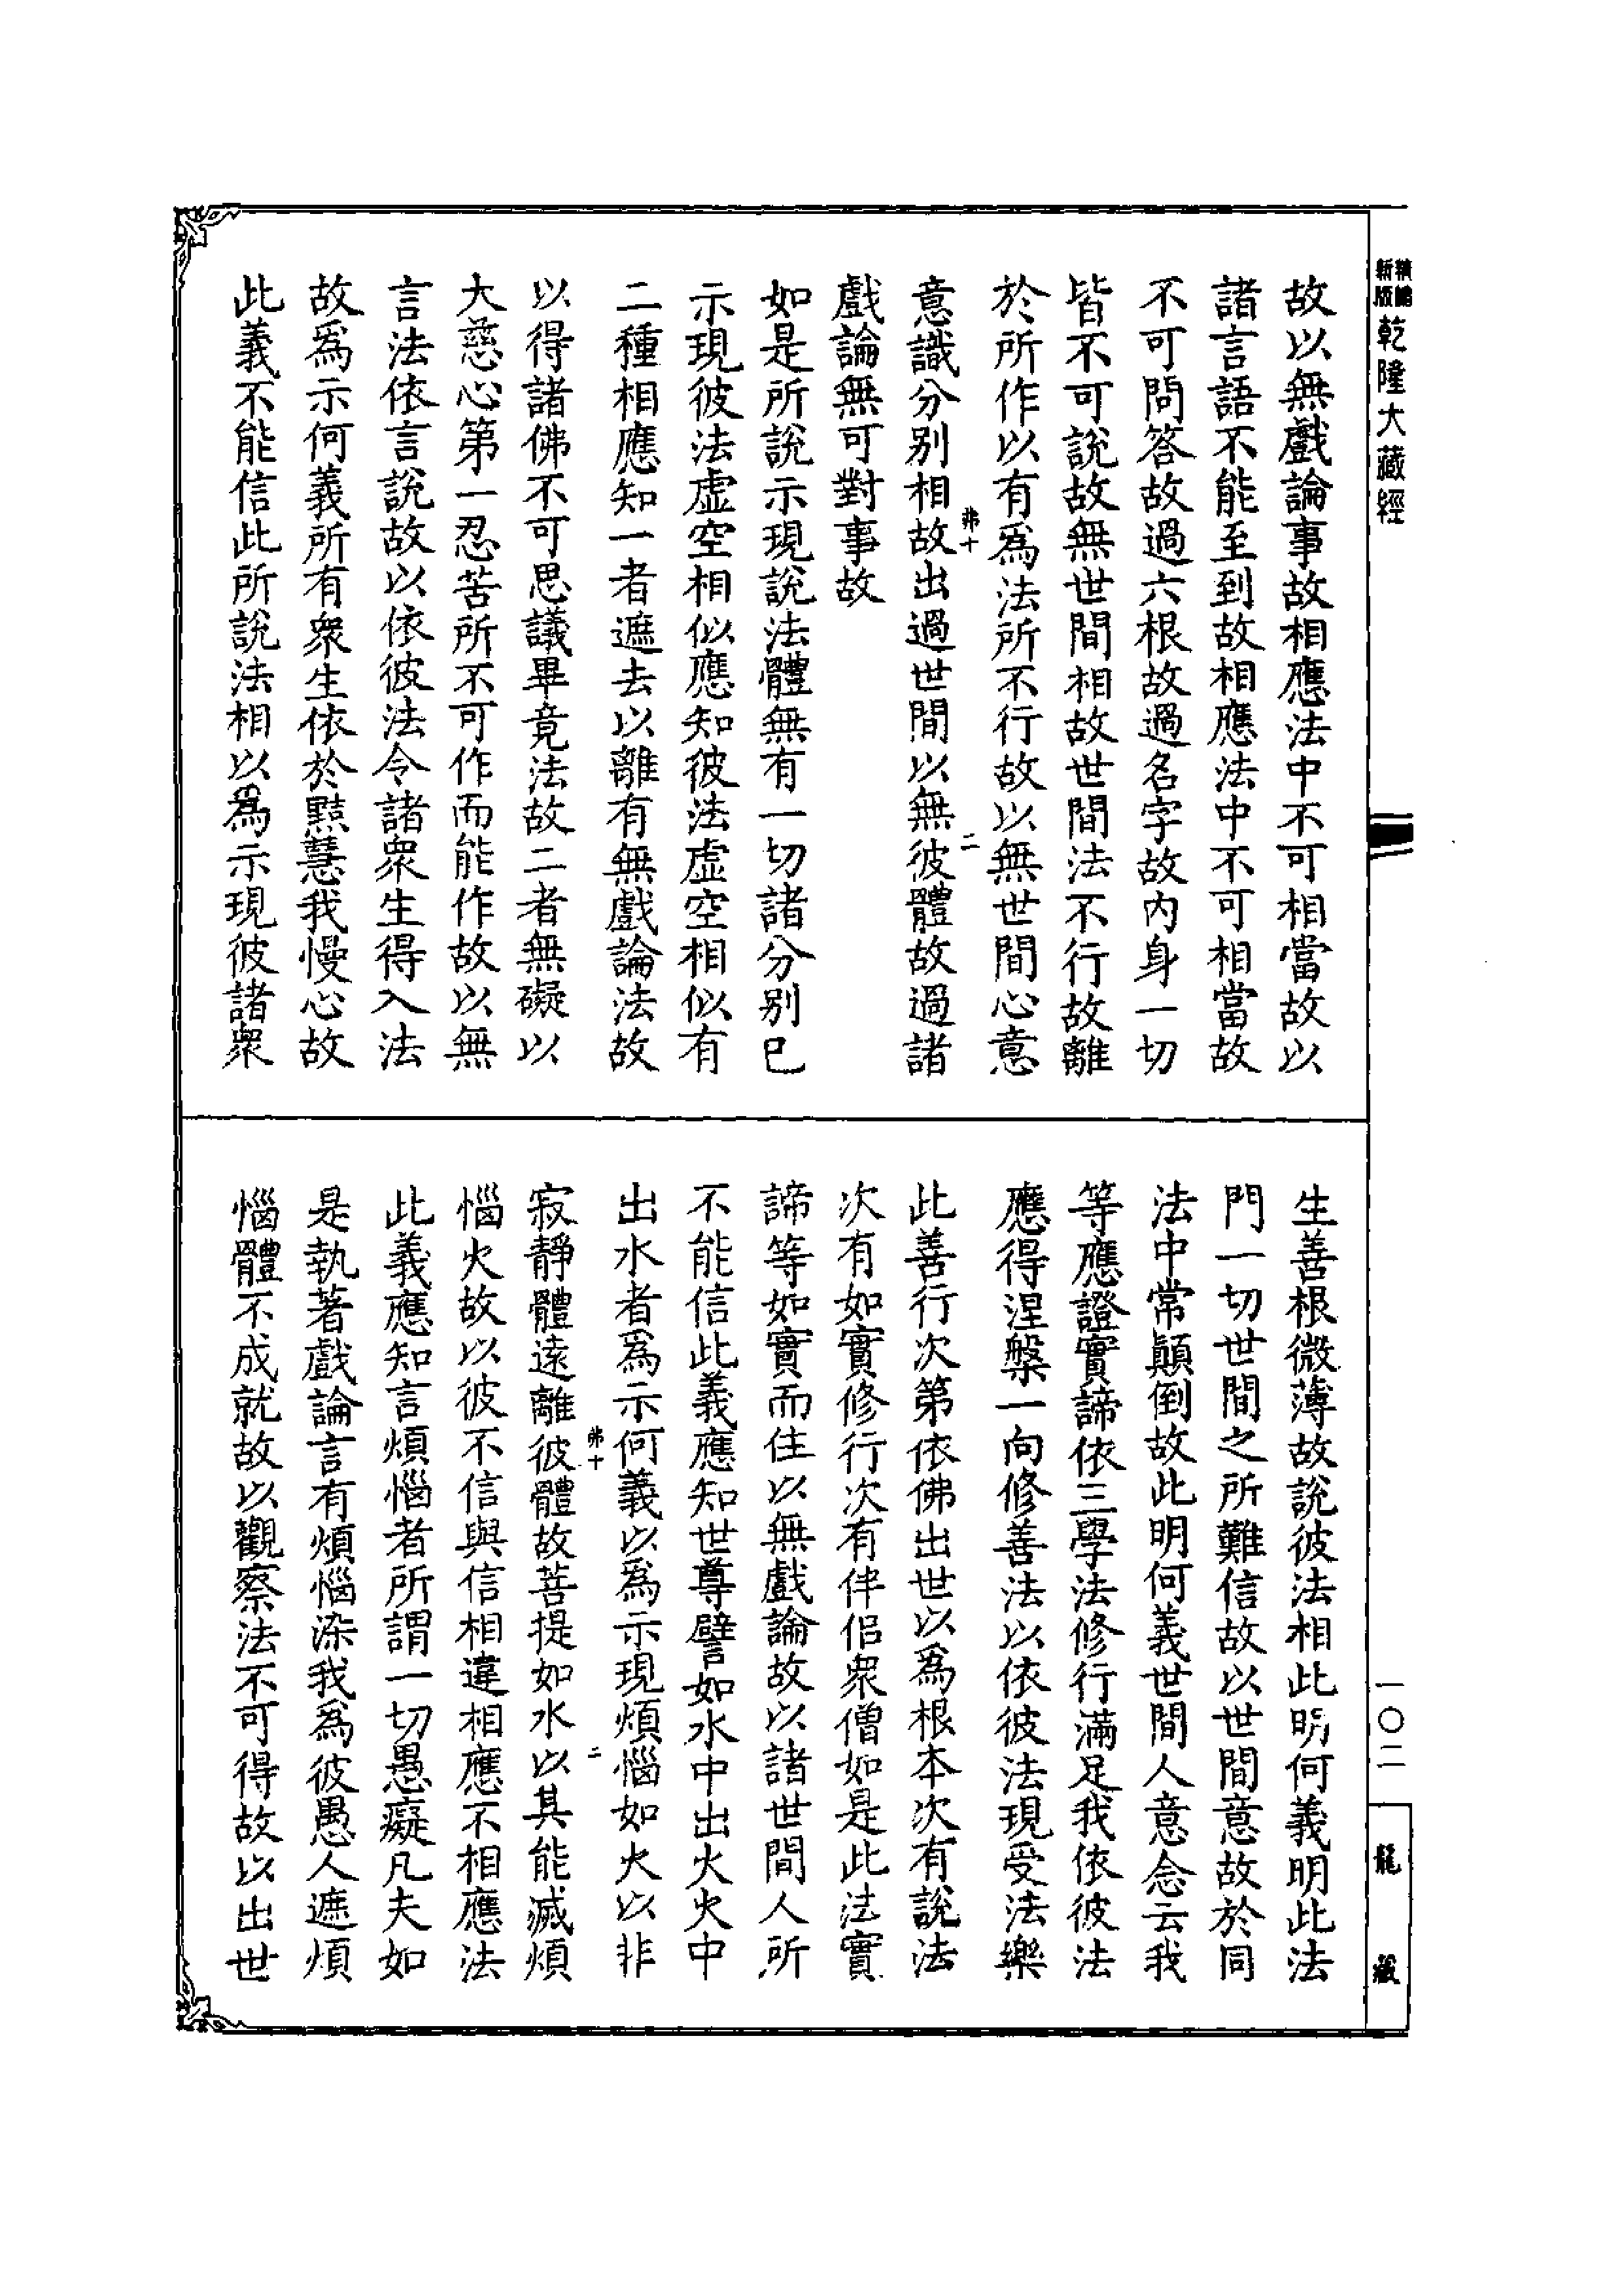 新版
精縮
乾隆大藏經
一〇二
龍藏
故以無戲論事故相應法中不可相當故以
諸言語不能至到故相應法中不可相當故
不可問答故過六根故過名字故內身一切
皆不可說故無世間相故世間法不行故離
於所作以有爲法所不行故以無世間心意
弗十
二
意識分別相故出過世間以無彼體故過諸
戲論無可對事故
如是所說示現說法體無有一切諸分別已
示現彼法虛空相似應知彼法虛空相似有
二種相應知一者遮去以離有無戲論法故
以得諸佛不可思議畢竟法故二者無礙以
大慈心第一忍苦所不可作而能作故以無
言法依言說故以依彼法令諸衆生得入法
故爲示何義所有衆生依於黠慧我慢心故
此義不能信此所說法相以爲示現彼諸衆
生善根微薄故說彼法相此明何義明此法
門一切世間之所難信故以世間意故於同
法中常顛倒故此明何義世間人意念云我
等應證實諦依三學法修行滿足我依彼法
應得涅槃一向修善法以依彼法現受法樂
此善行次第依佛出世以爲根本次有說法
次有如實修行次有伴侶衆僧如是此法實
諦等如實而住以無戲論故以諸世間人所
不能信此義應知世尊譬如水中出火火中
出水者爲示何義以爲示現煩惱如火以非
弗十
二
寂靜體遠離彼體故菩提如水以其能滅煩
惱火故以彼不信與信相違相應不相應法
此義應知言煩惱者所謂一切愚癡凡夫如
是執著戲論言有煩惱染我爲彼愚人遮煩
惱體不成就故以觀察法不可得故以出世